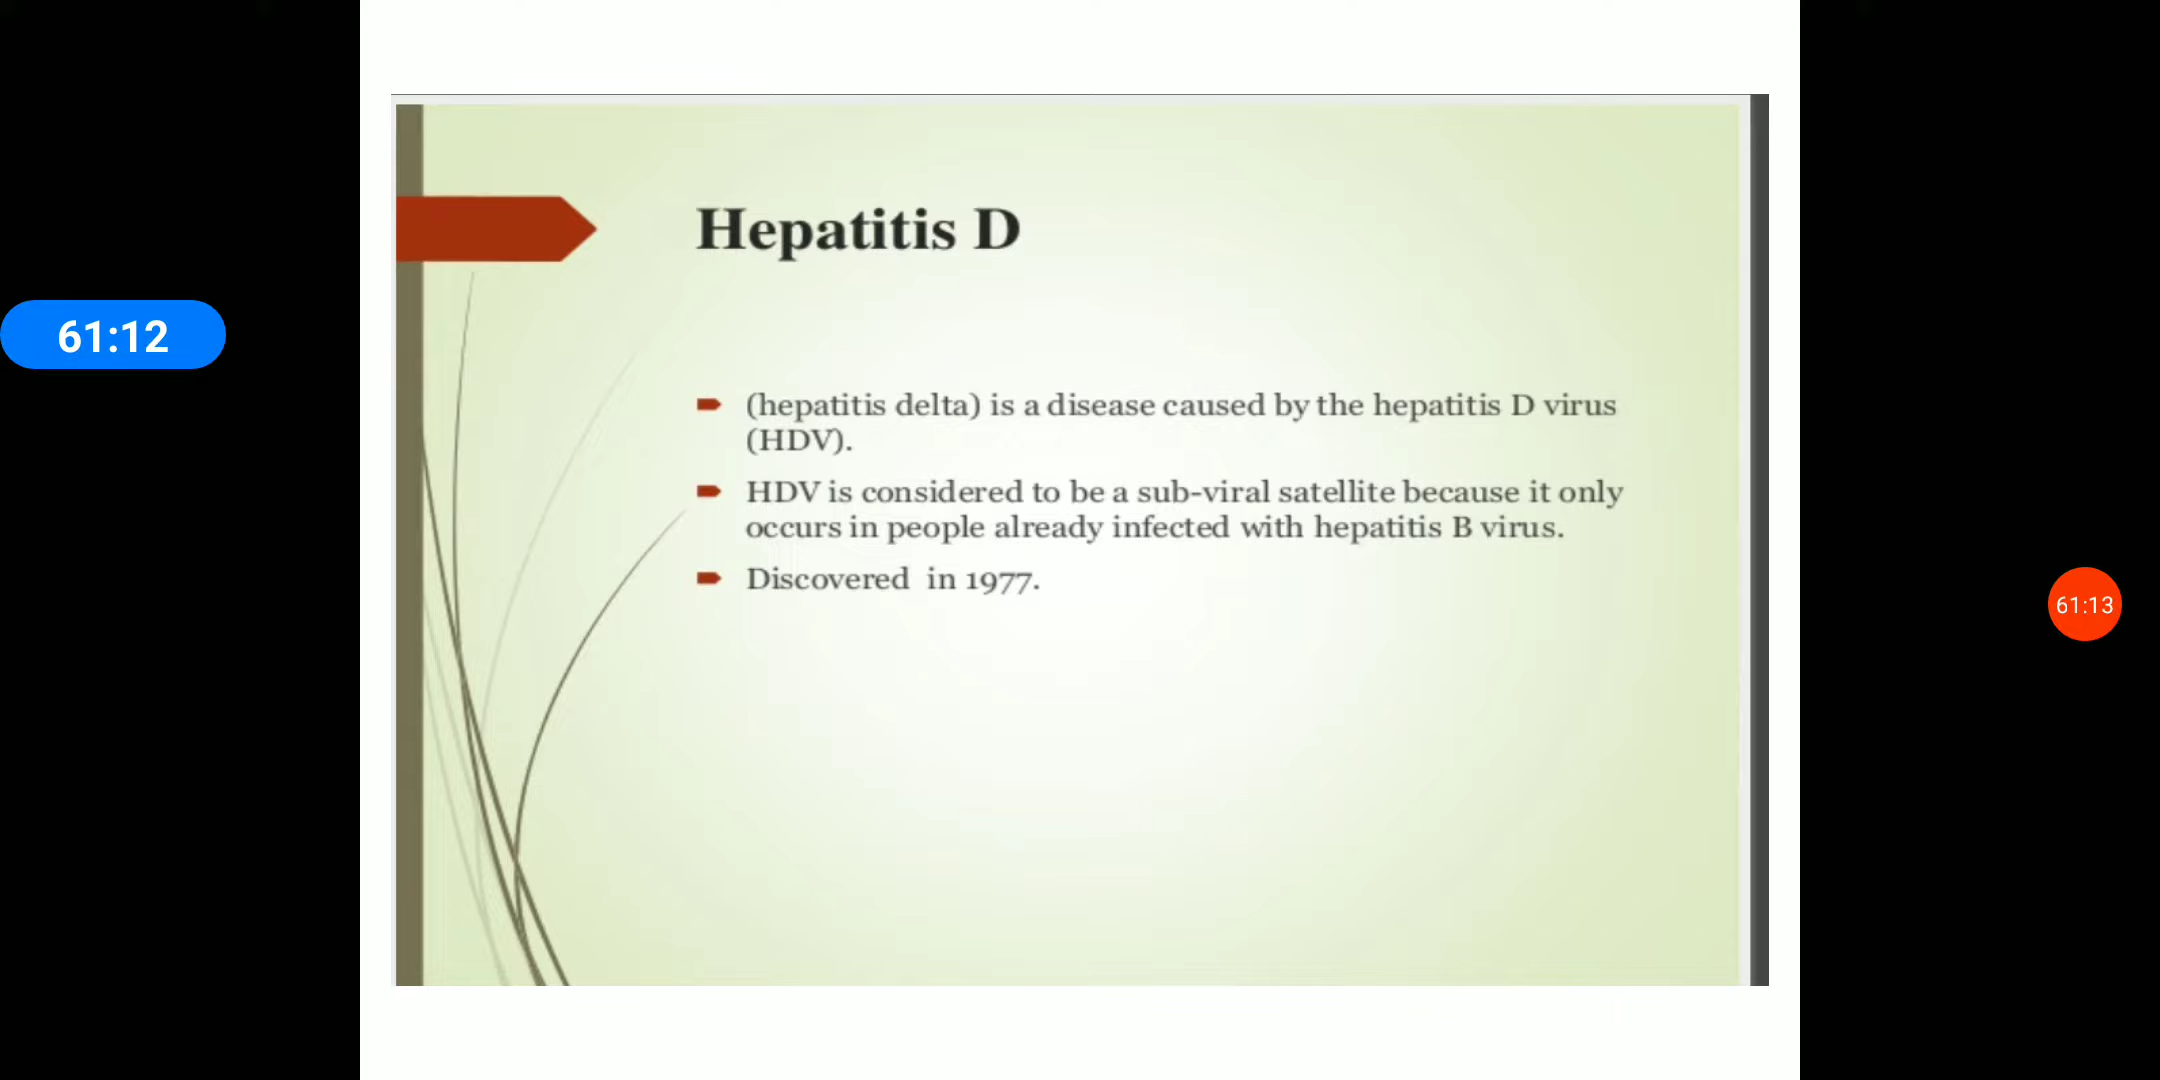 Hepatitis D
61:12
(hepatitis delta) is a disease caused by the hepatitis D virus
(HDV).
HDV is considered to be a sub-viral satellite because it only
occurs in people already infected with hepatitis B virus.
Discovered in 1977.
61:13